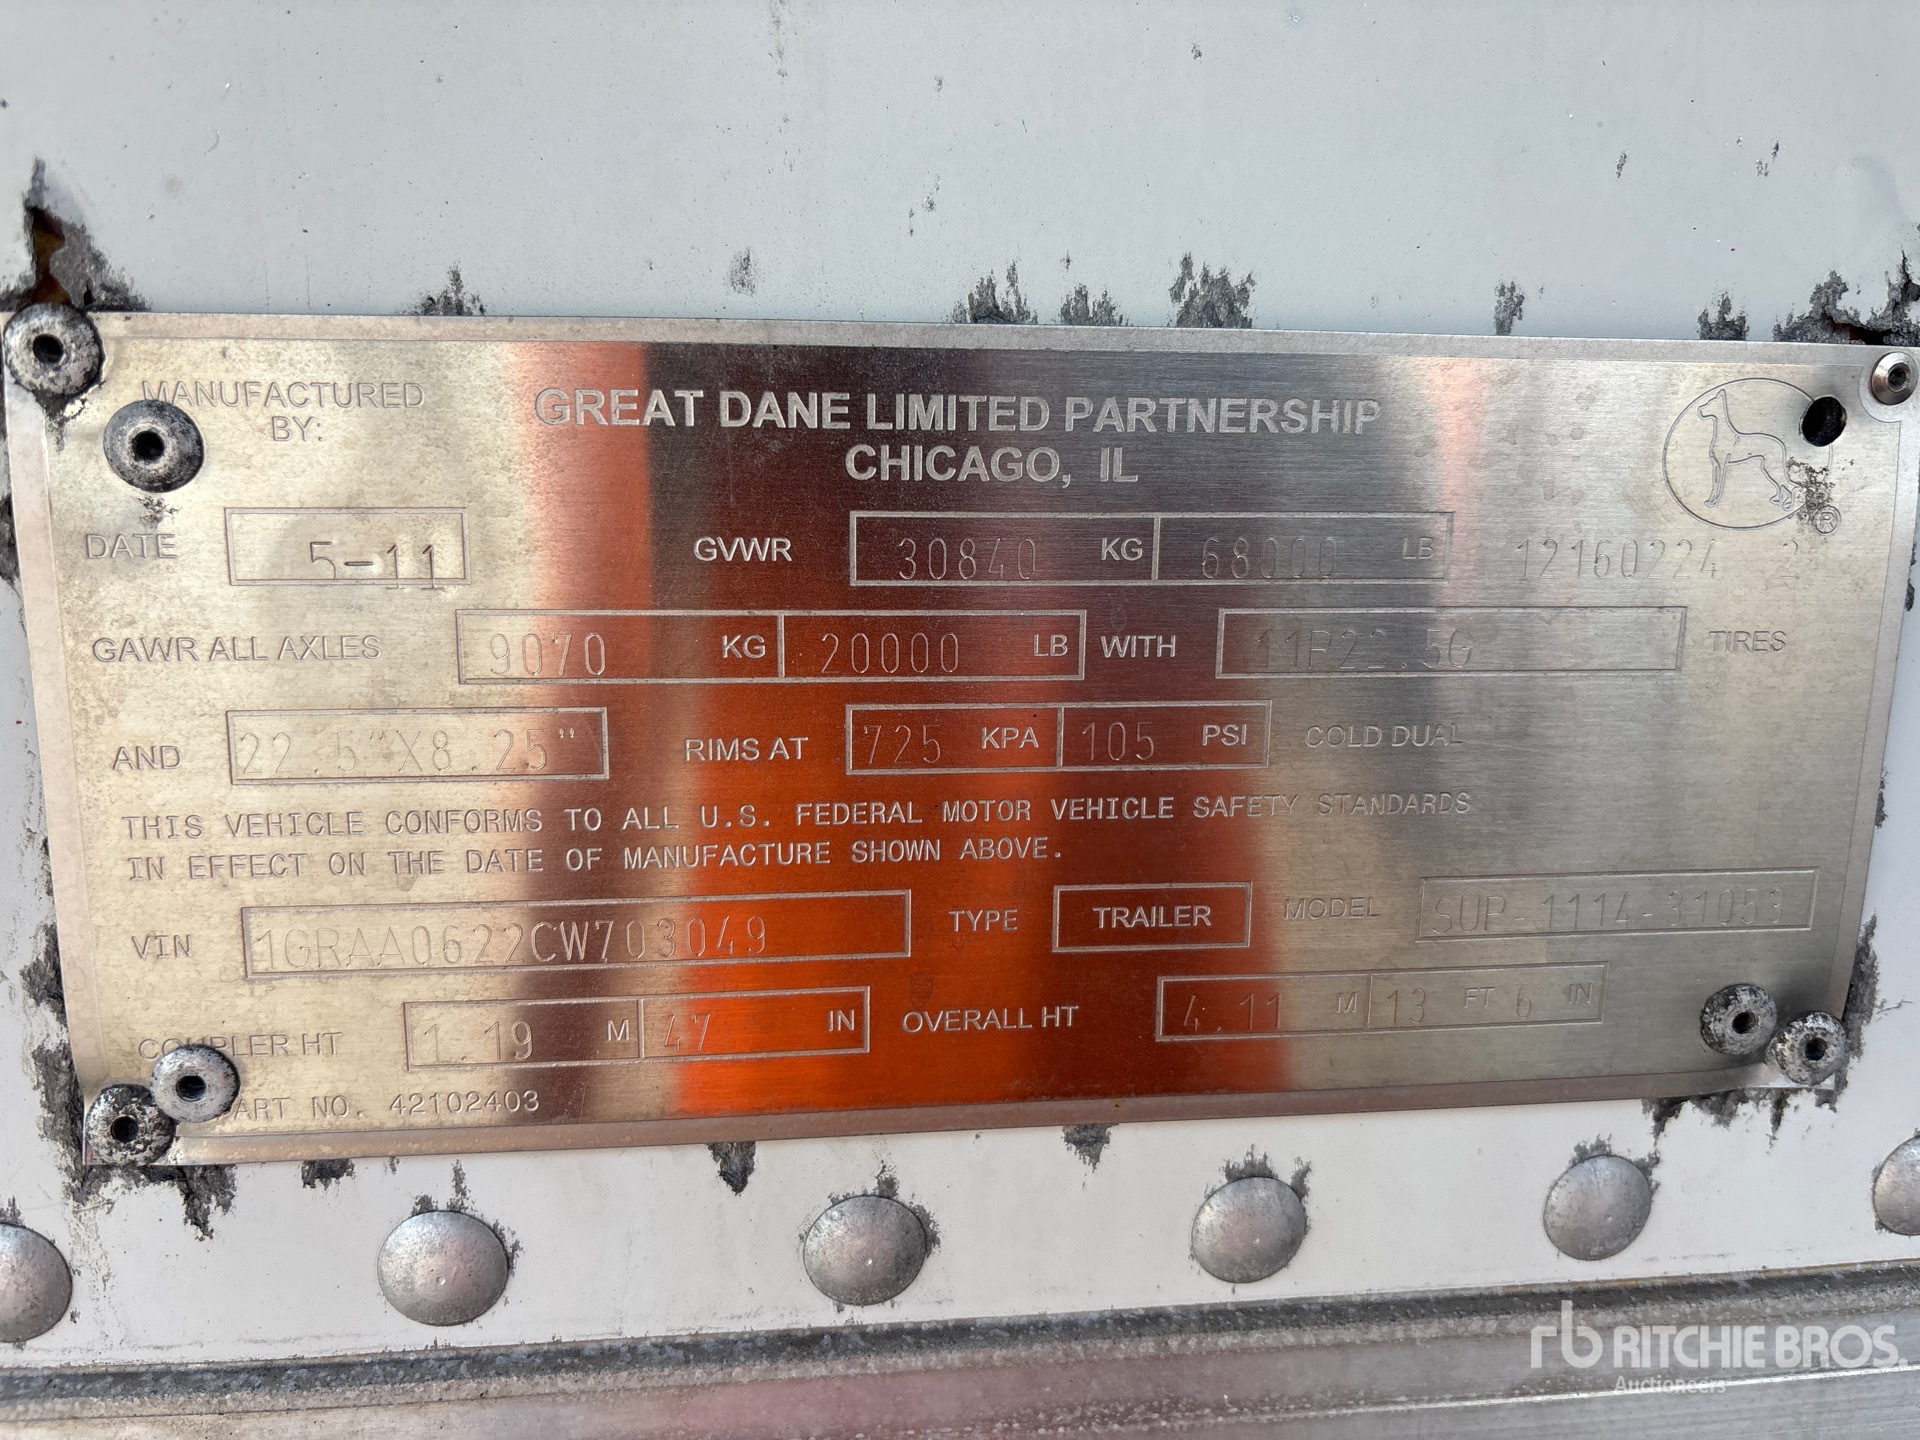 MANUFACTURED BY: GREAT DANE LIMITED PARTNERSHIP
CHICAGO, IL
®
DATE 5-11 GVWR 30840 KG 68000 LB 12160224 2
GAWR ALL AXLES 9070 KG 20000 LB WITH 11R22.5G TIRES
AND 22.5"X8.25" RIMS AT 725 KPA 105 PSI COLD DUAL
THIS VEHICLE CONFORMS TO ALL U.S. FEDERAL MOTOR VEHICLE SAFETY STANDARDS
IN EFFECT ON THE DATE OF MANUFACTURE SHOWN ABOVE.
VIN 1GRAA0622CW703049 TYPE TRAILER MODEL SUP-1114-31053
COUPLER HT 1.19 M 47 IN OVERALL HT 4.11 M 13 FT 6 IN
PART NO. 42102403
rb RITCHIE BROS.
Auctioneers